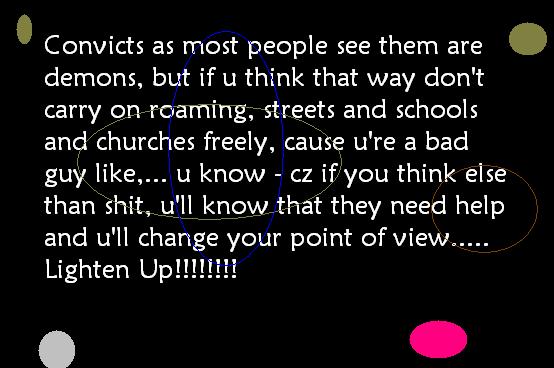 Convicts as most people see them are
demons, but if u think that way don't
carry on roaming, streets and schools
and churches freely, cause u're a bad
guy like,... u know - cz if you think else
than shit, u'll know that they need help
and u'll change your point of view.....
Lighten Up!!!!!!!!